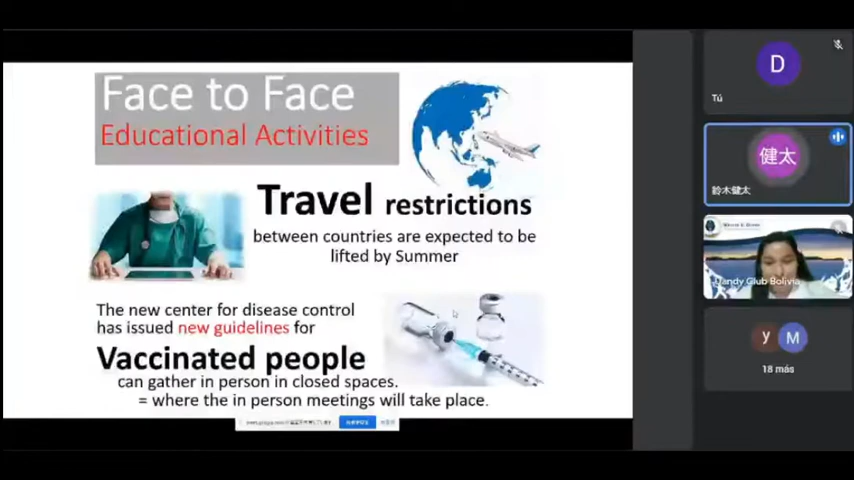 Face to Face
Educational Activities
Travel restrictions
between countries are expected to be
lifted by Summer
The new center for disease control
has issued new guidelines for
Vaccinated people
can gather in person in closed spaces.
= where the in person meetings will take place.
D
Tú
健太
鈴木健太
Uandy Glub Bolivia
y M
18 más